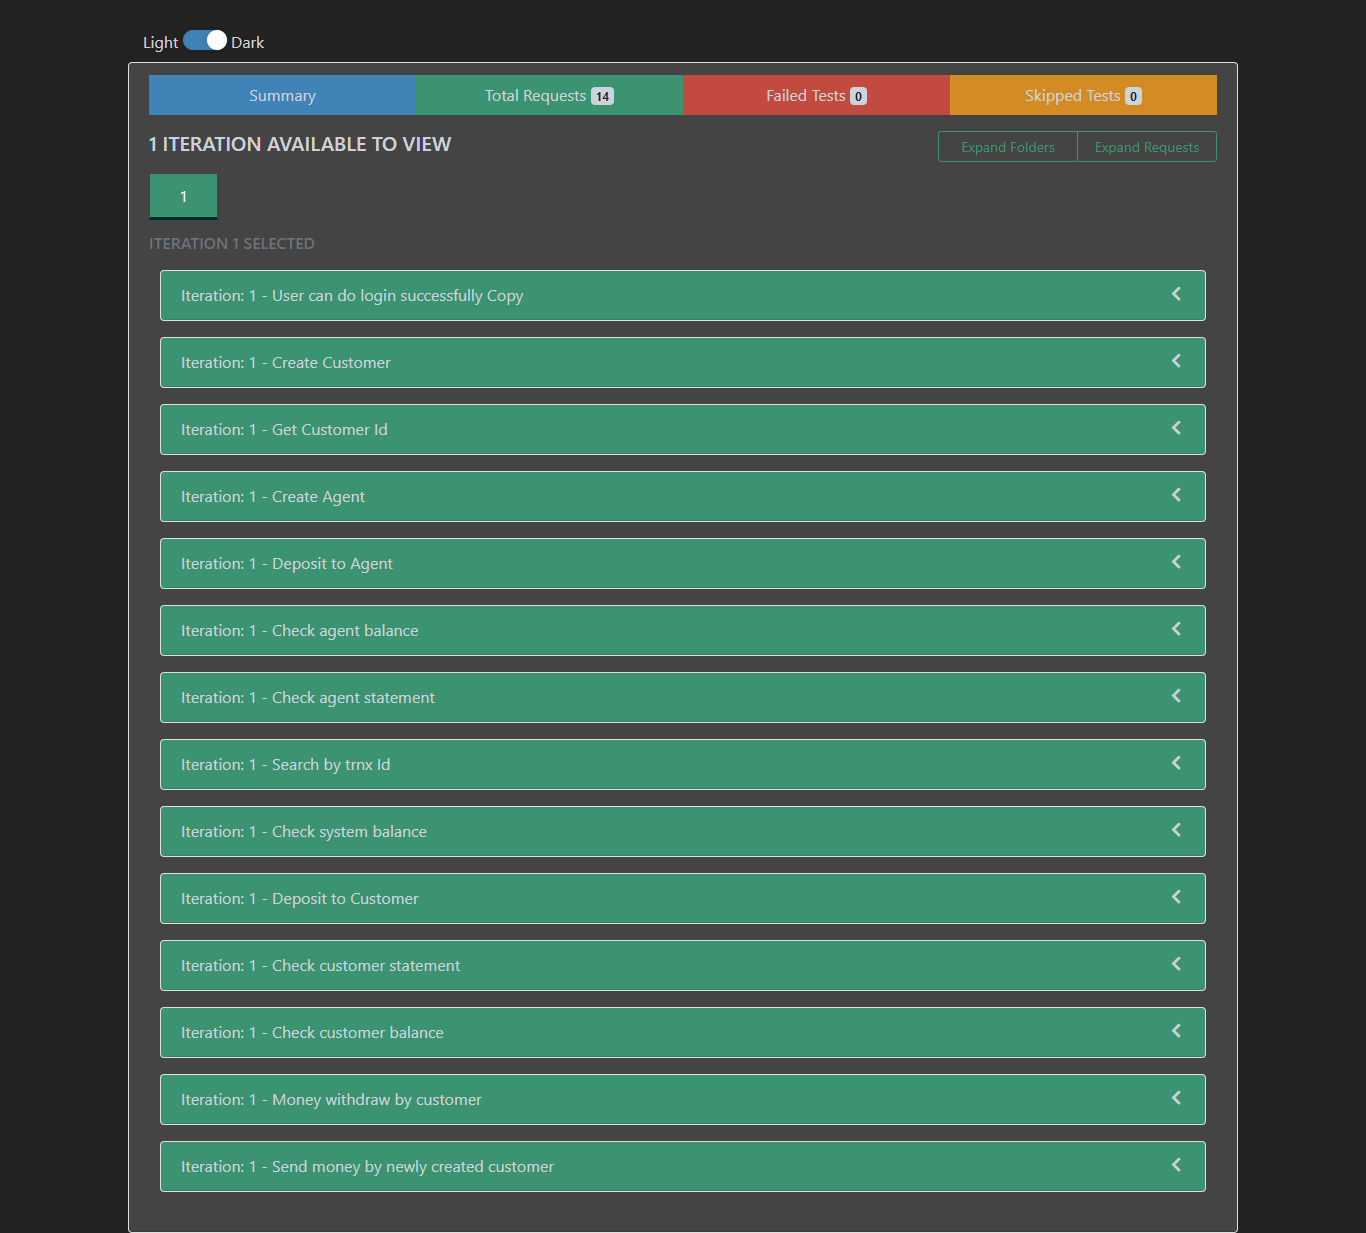 Light Dark
Summary Total Requests 14 Failed Tests 0 Skipped Tests 0
1 ITERATION AVAILABLE TO VIEW
Expand Folders Expand Requests
1
ITERATION 1 SELECTED
Iteration: 1 - User can do login successfully Copy
Iteration: 1 - Create Customer
Iteration: 1 - Get Customer Id
Iteration: 1 - Create Agent
Iteration: 1 - Deposit to Agent
Iteration: 1 - Check agent balance
Iteration: 1 - Check agent statement
Iteration: 1 - Search by trnx Id
Iteration: 1 - Check system balance
Iteration: 1 - Deposit to Customer
Iteration: 1 - Check customer statement
Iteration: 1 - Check customer balance
Iteration: 1 - Money withdraw by customer
Iteration: 1 - Send money by newly created customer